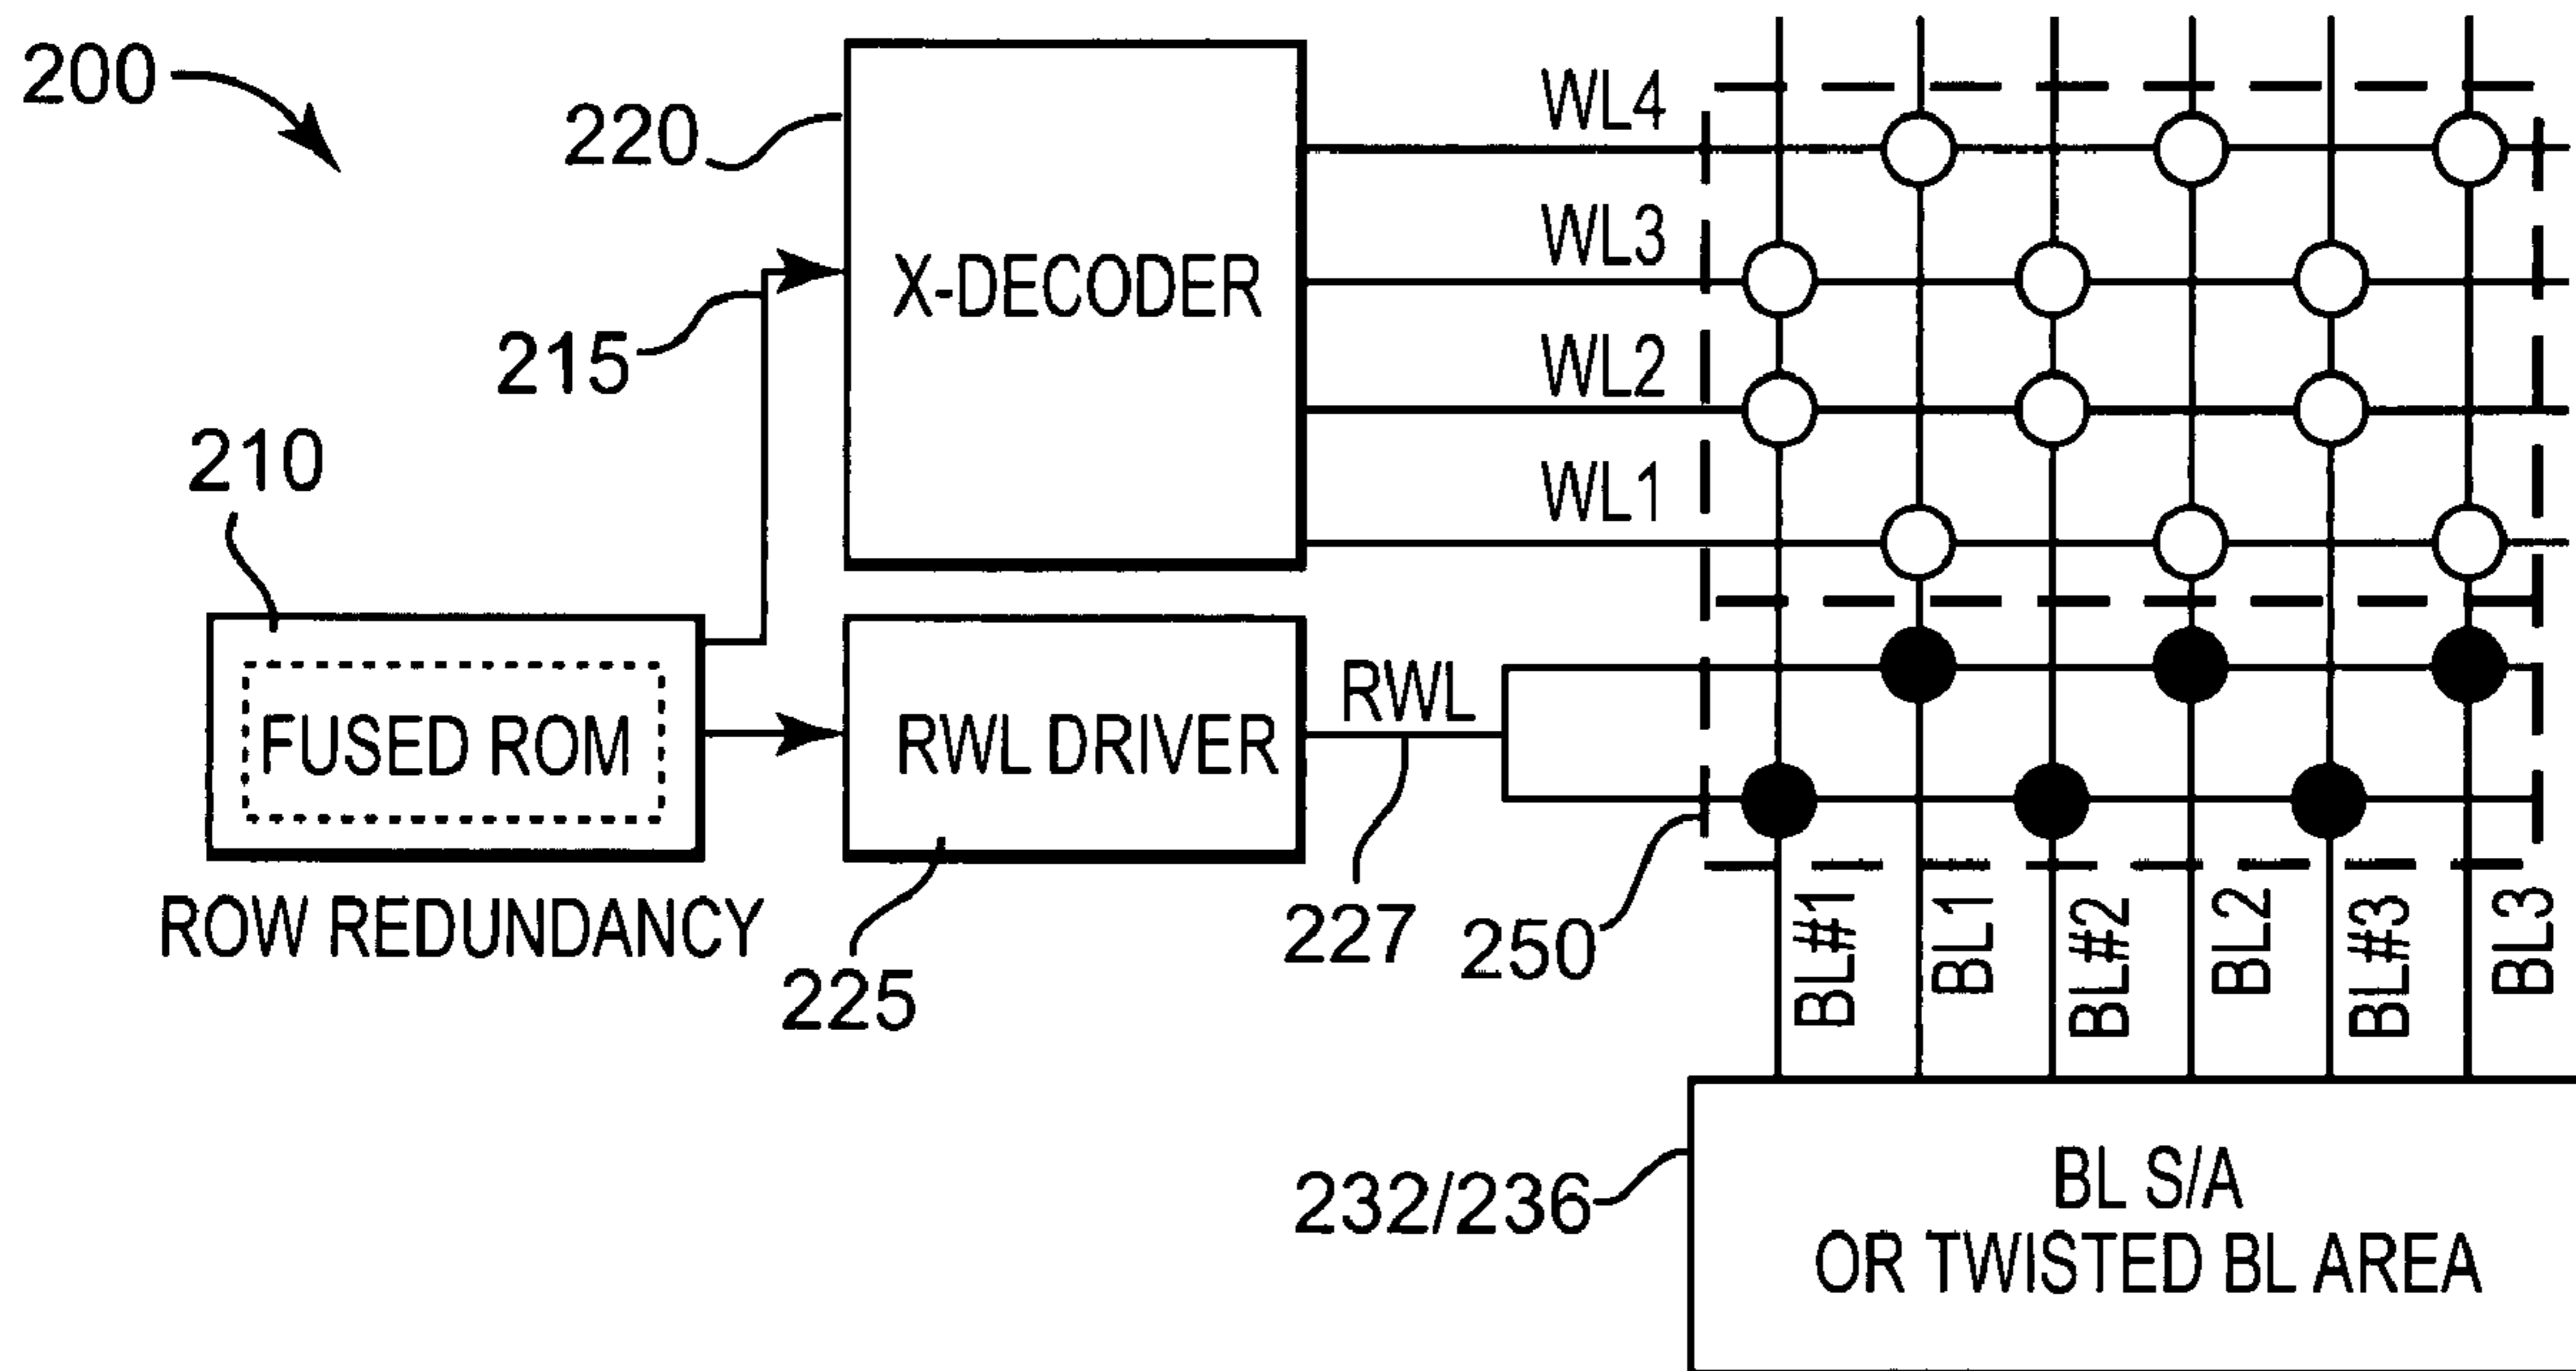 200
220
X-DECODER
WL4
WL3
215
WL2
210
WL1
FUSED ROM
RWL DRIVER
RWL
ROW REDUNDANCY
225
227
250
BL#1
BL1
BL#2
BL2
BL#3
BL3
232/236
BL S/A
OR TWISTED BL AREA